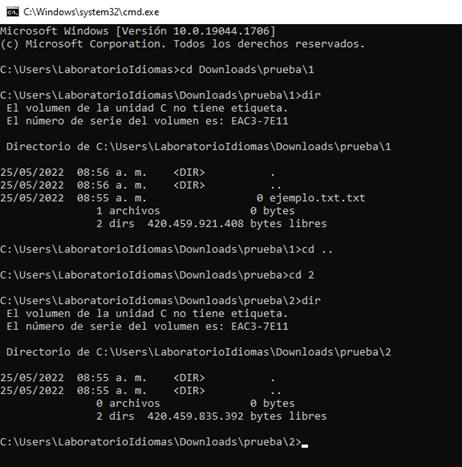 C:\Windows\system32\cmd.exe
Microsoft Windows [Versión 10.0.19044.1706]
(c) Microsoft Corporation. Todos los derechos reservados.
C:\Users\LaboratorioIdiomas>cd Downloads\prueba\1
C:\Users\LaboratorioIdiomas\Downloads\prueba\1>dir
El volumen de la unidad C no tiene etiqueta.
El número de serie del volumen es: EAC3-7E11
Directorio de C:\Users\LaboratorioIdiomas\Downloads\prueba\1
25/05/2022  08:56 a. m.    <DIR>          .
25/05/2022  08:56 a. m.    <DIR>          ..
25/05/2022  08:55 a. m.                 0 ejemplo.txt.txt
1 archivos              0 bytes
2 dirs  420.459.921.408 bytes libres
C:\Users\LaboratorioIdiomas\Downloads\prueba\1>cd ..
C:\Users\LaboratorioIdiomas\Downloads\prueba>cd 2
C:\Users\LaboratorioIdiomas\Downloads\prueba\2>dir
El volumen de la unidad C no tiene etiqueta.
El número de serie del volumen es: EAC3-7E11
Directorio de C:\Users\LaboratorioIdiomas\Downloads\prueba\2
25/05/2022  08:55 a. m.    <DIR>          .
25/05/2022  08:55 a. m.    <DIR>          ..
0 archivos              0 bytes
2 dirs  420.459.835.392 bytes libres
C:\Users\LaboratorioIdiomas\Downloads\prueba\2>